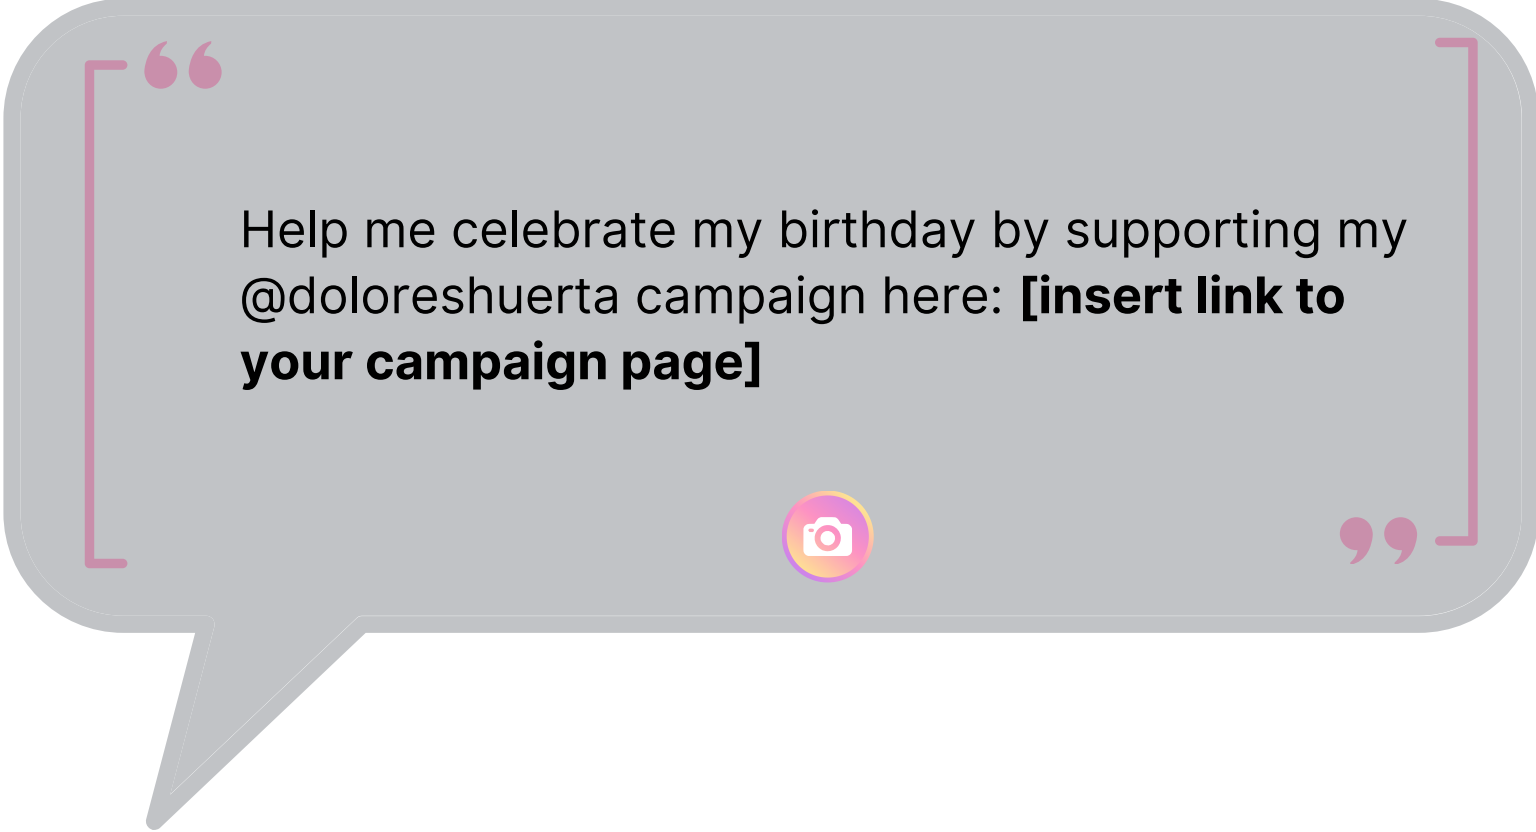 Help me celebrate my birthday by supporting my
@doloreshuerta campaign here: [insert link to
your campaign page]